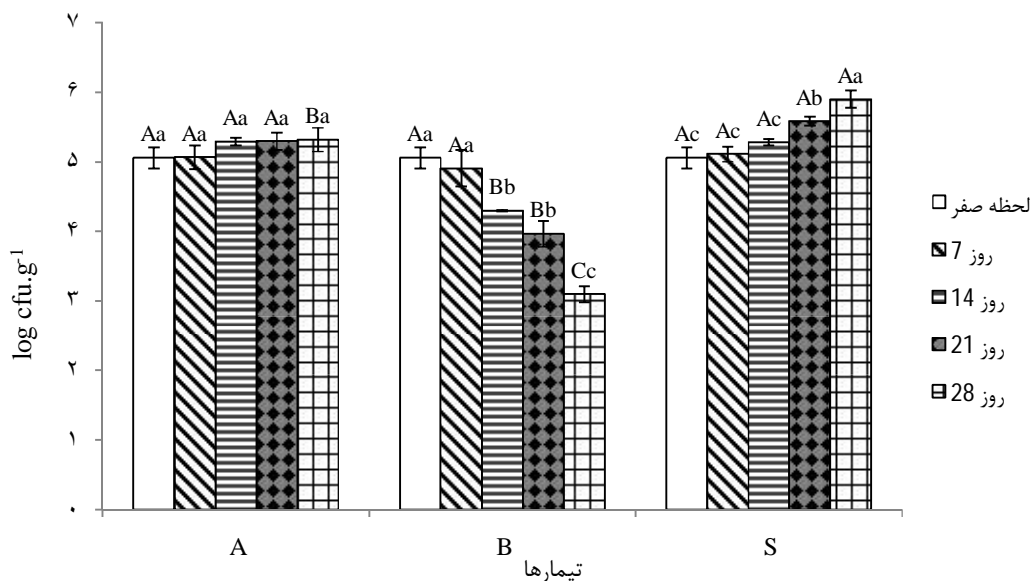 log cfu.g-1
۷
۶
۵
۴
۳
۲
۱
۰
Aa Aa Aa Aa Ba
Aa Aa Bb Bb Cc
Ac Ac Ac Ab Aa
A B S
تیمارها
لحظه صفر
روز 7
روز 14
روز 21
روز 28